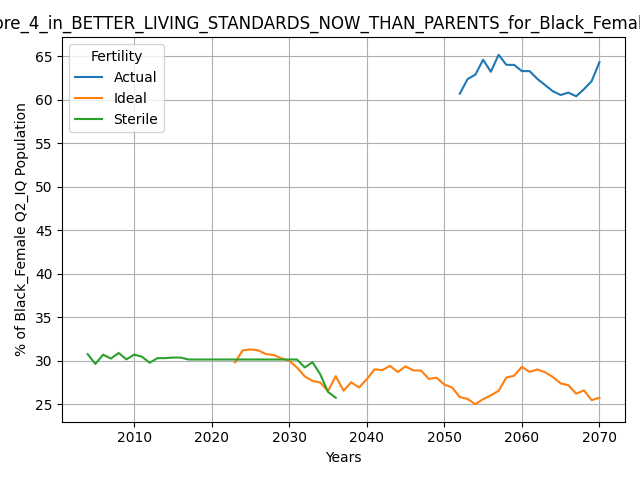 ore_4_in_BETTER_LIVING_STANDARDS_NOW_THAN_PARENTS_for_Black_Femal
Fertility
Actual
Ideal
Sterile
% of Black_Female Q2_IQ Population
65
60
55
50
45
40
35
30
25
2010
2020
2030
2040
2050
2060
2070
Years